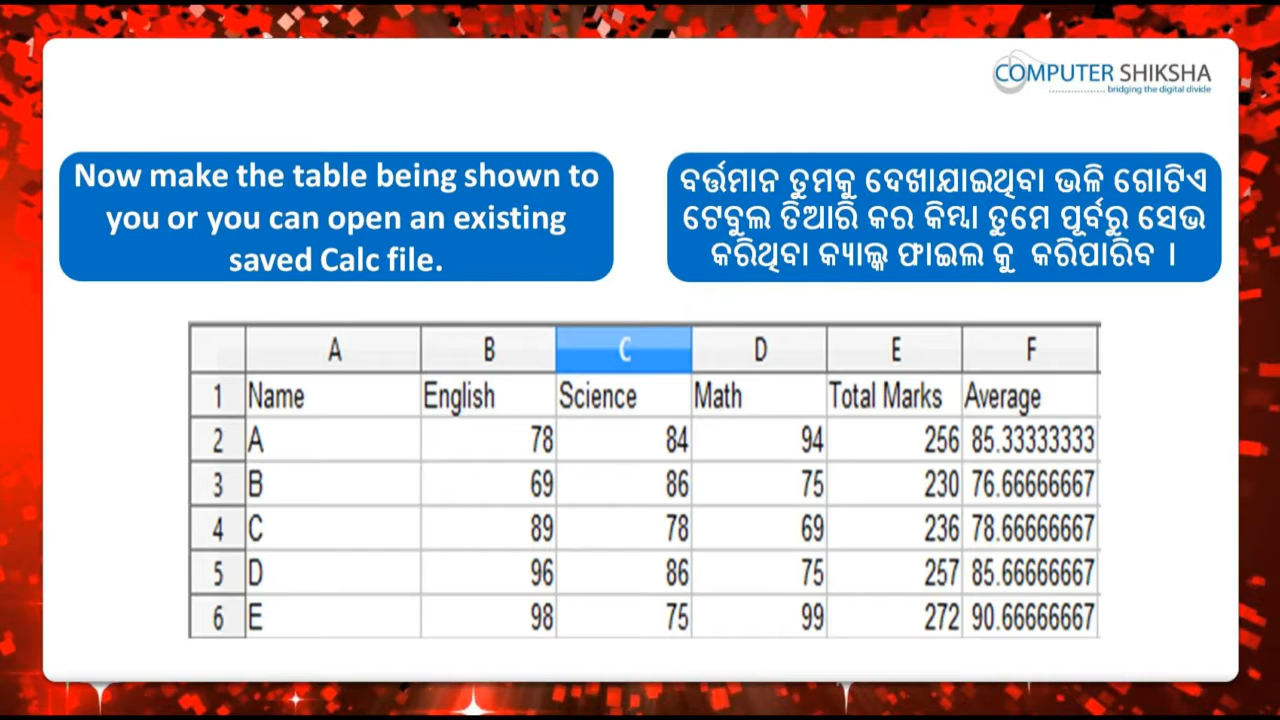 COMPUTER SHIKSHA
bridging the digital divide
Now make the table being shown to
you or you can open an existing
saved Calc file.
ବର୍ତ୍ତମାନ ତୁମକୁ ଦେଖାଯାଇଥିବା ଭଳି ଗୋଟିଏ
ଟେବୁଲ ତିଆରି କର କିମ୍ବା ତୁମେ ପୂର୍ବରୁ ସେଭ
କରିଥିବା କ୍ୟାଲ୍କ ଫାଇଲ କୁ କରିପାରିବ ।
A B C D E F
1 Name English Science Math Total Marks Average
2 A 78 84 94 256 85.33333333
3 B 69 86 75 230 76.66666667
4 C 89 78 69 236 78.66666667
5 D 96 86 75 257 85.66666667
6 E 98 75 99 272 90.66666667